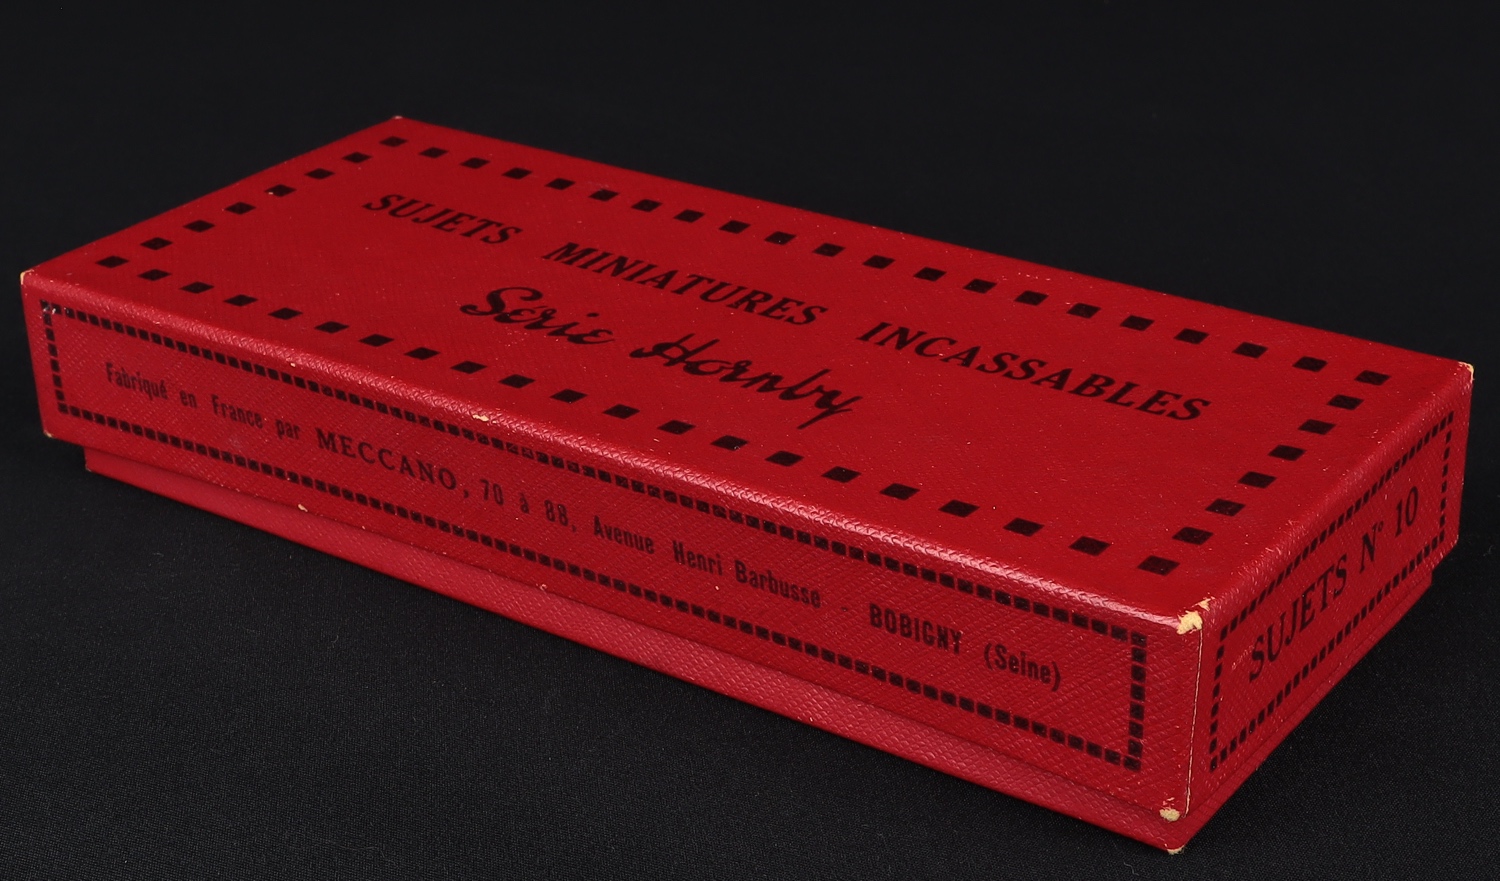 SUJETS MINIATURES INCASSABLES
Série Hornby
Fabriqué en France par MECCANO, 70 à 88, Avenue Henri Barbusse - BOBIGNY (Seine)
SUJETS N° 10